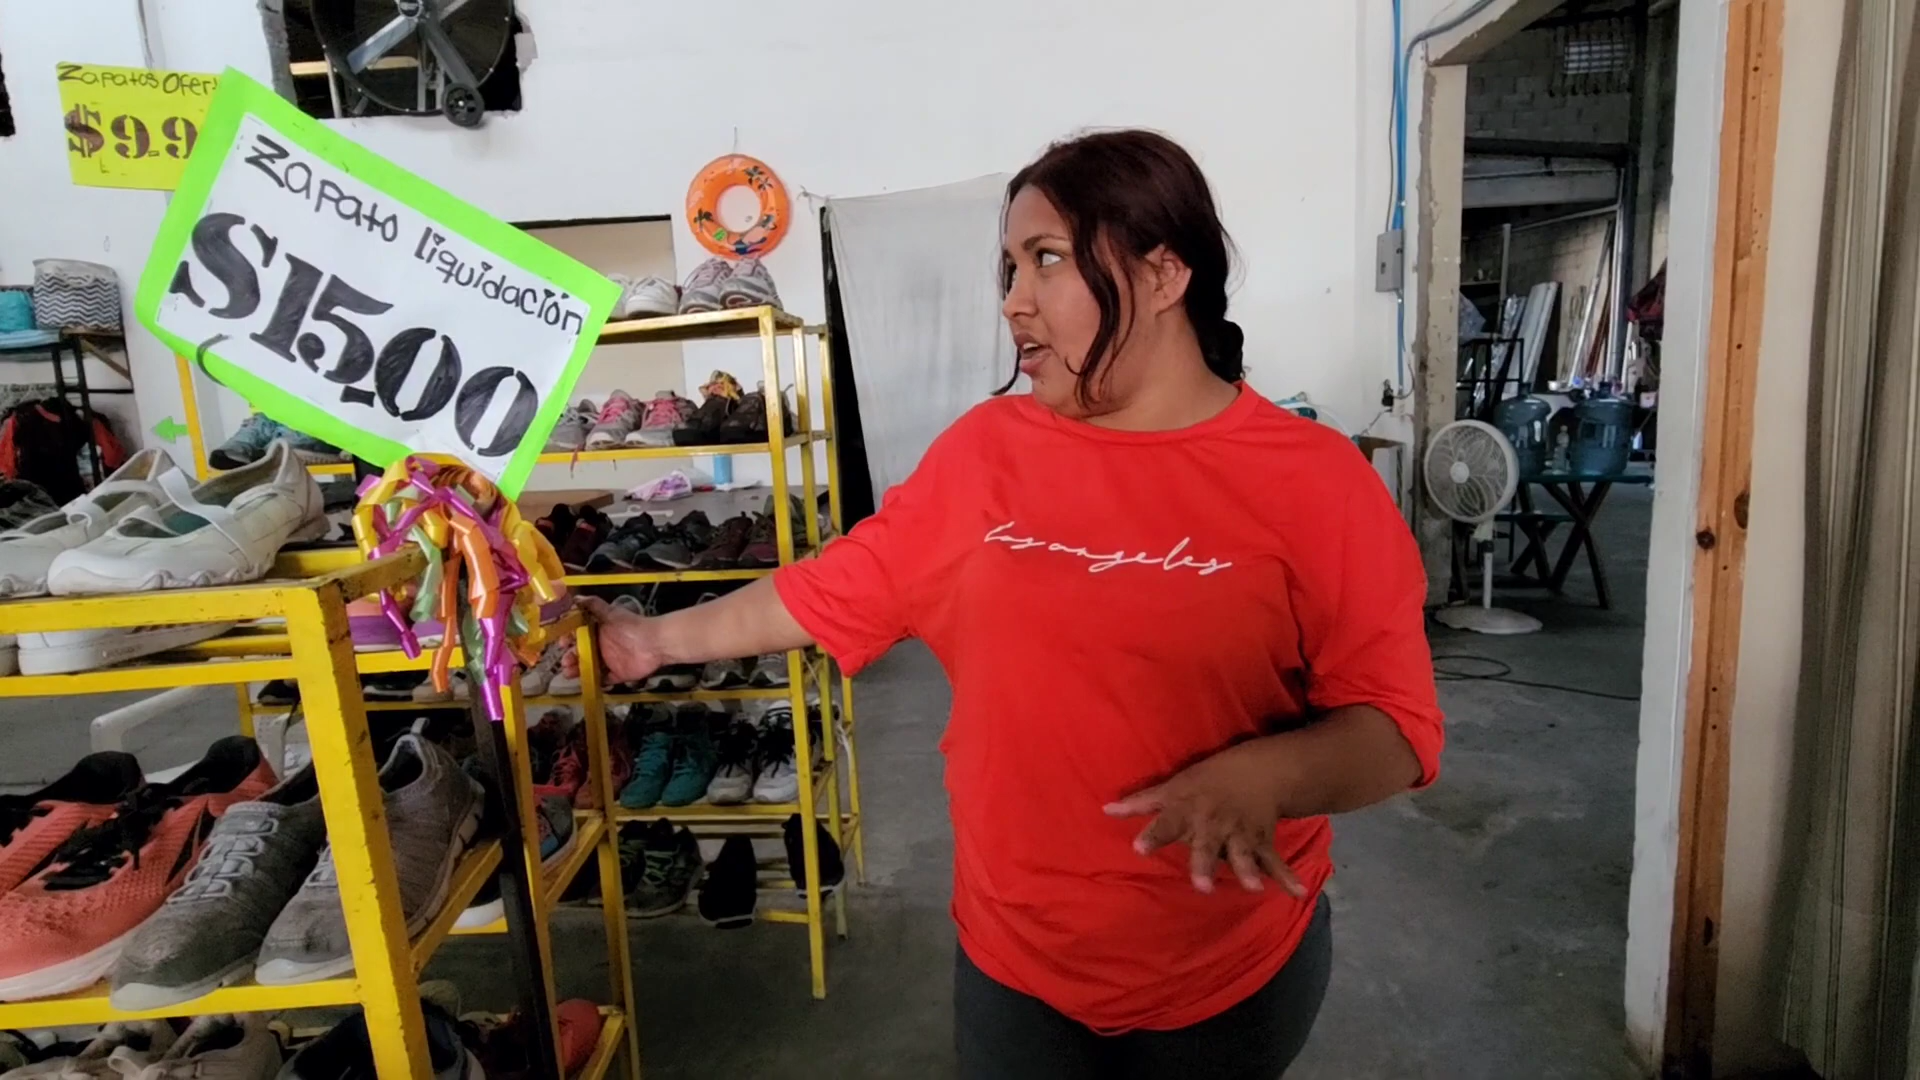 Zapatos Ofer
$9.9
Zapato liquidación
$15.00
los angeles